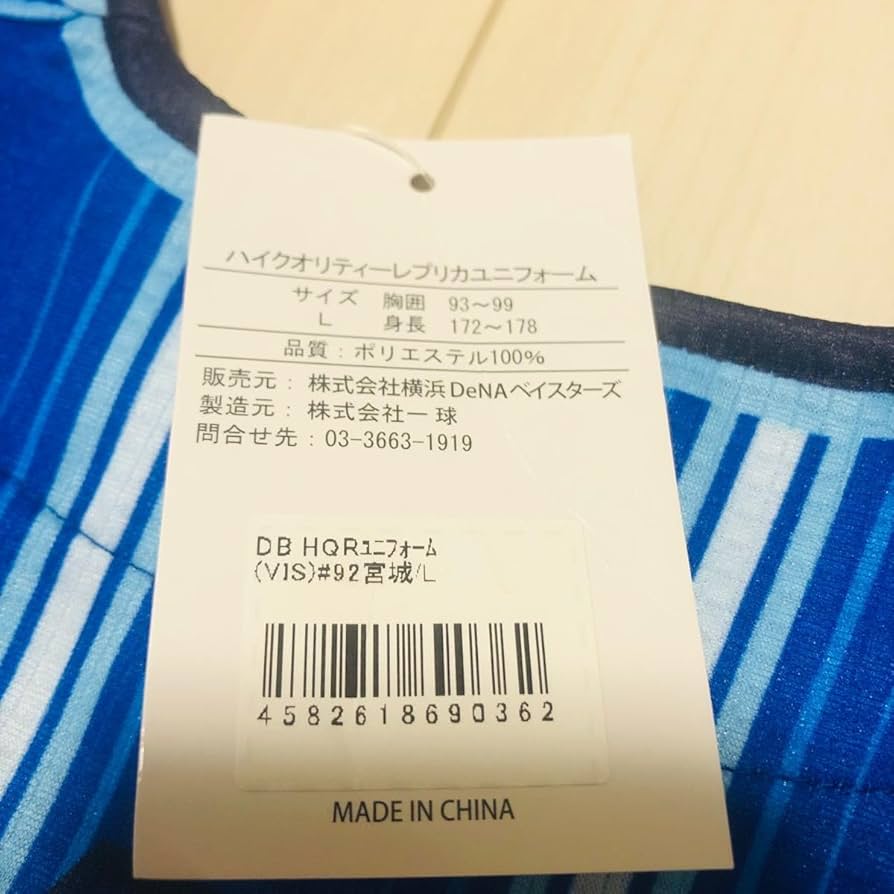 ハイクオリティーレプリカユニフォーム
サイズ 胸囲 93～99
L 身長 172～178
品質：ポリエステル100%
販売元：株式会社横浜DeNAベイスターズ
製造元：株式会社一球
問合せ先：03-3663-1919
DB HQRﾕﾆﾌｫｰﾑ
(VIS)#92宮城/L
4582618690362
MADE IN CHINA